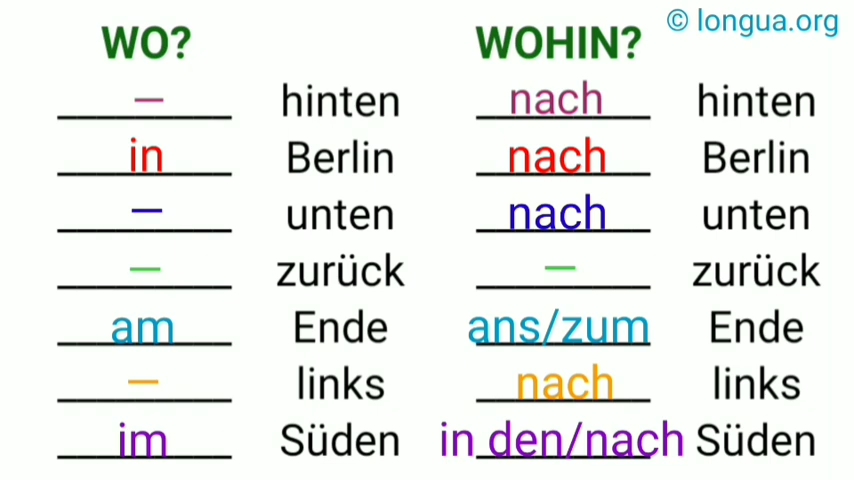 © longua.org
WO? WOHIN?
— hinten nach hinten
in Berlin nach Berlin
— unten nach unten
— zurück — zurück
am Ende ans/zum Ende
— links nach links
im Süden in den/nach Süden